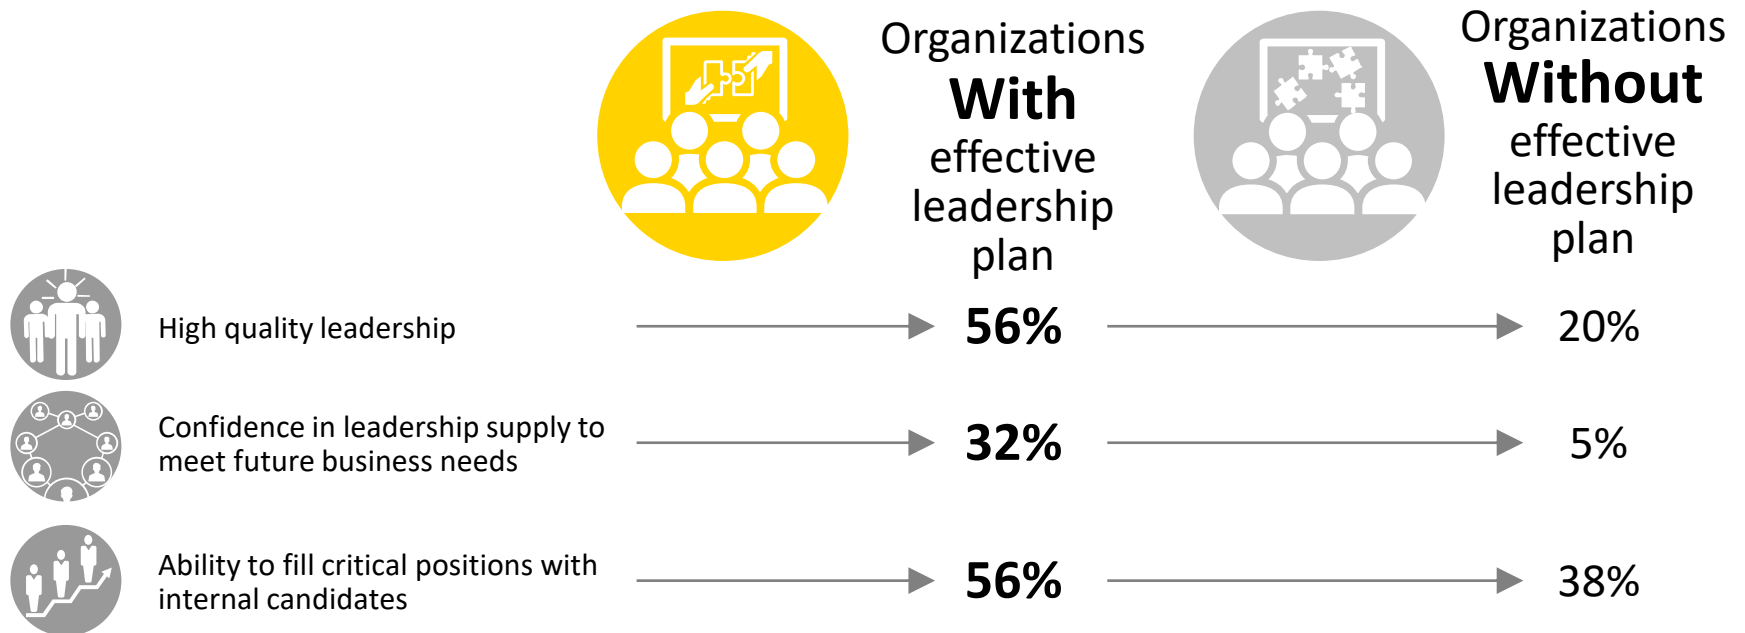 Organizations
With
effective
leadership
plan
Organizations
Without
effective
leadership
plan
High quality leadership
56%
20%
Confidence in leadership supply to
meet future business needs
32%
5%
Ability to fill critical positions with
internal candidates
56%
38%